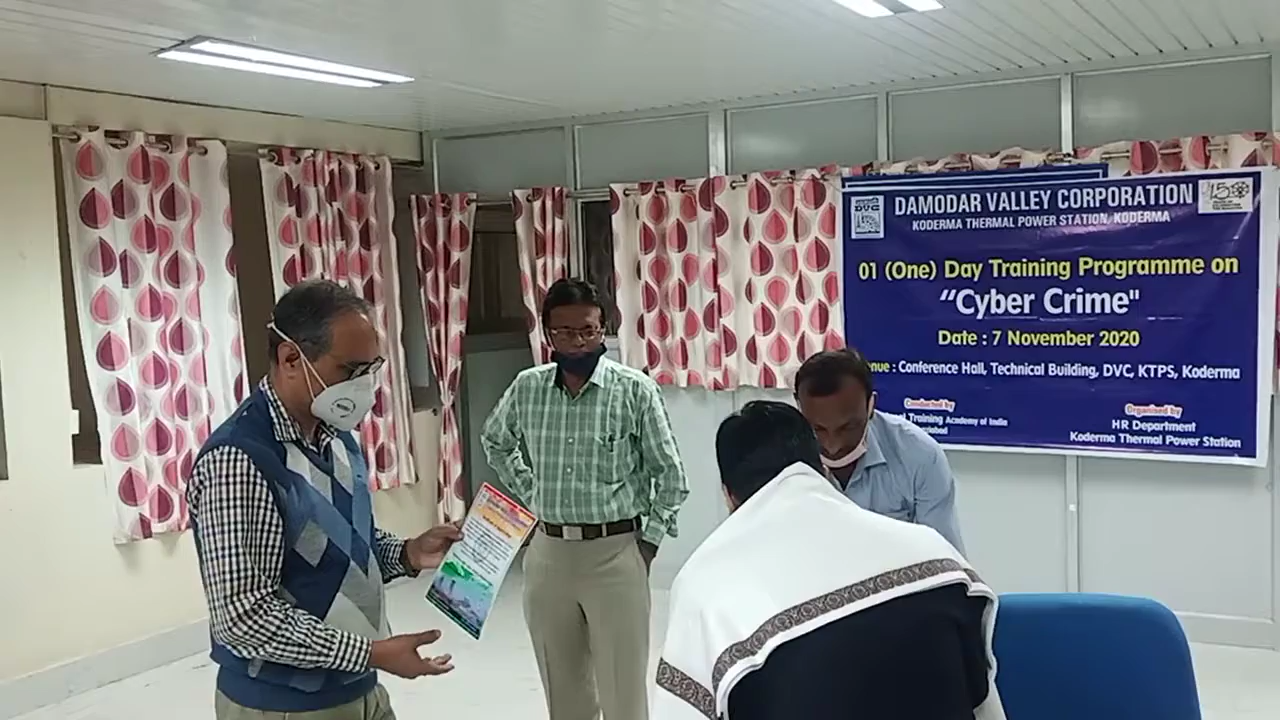 DVC
DAMODAR VALLEY CORPORATION
150
KODERMA THERMAL POWER STATION, KODERMA
01 (One) Day Training Programme on
“Cyber Crime"
Date : 7 November 2020
: Conference Hall, Technical Building, DVC, KTPS, Koderma
Conducted by
Training Academy of India
Organised by
HR Department
Koderma Thermal Power Station